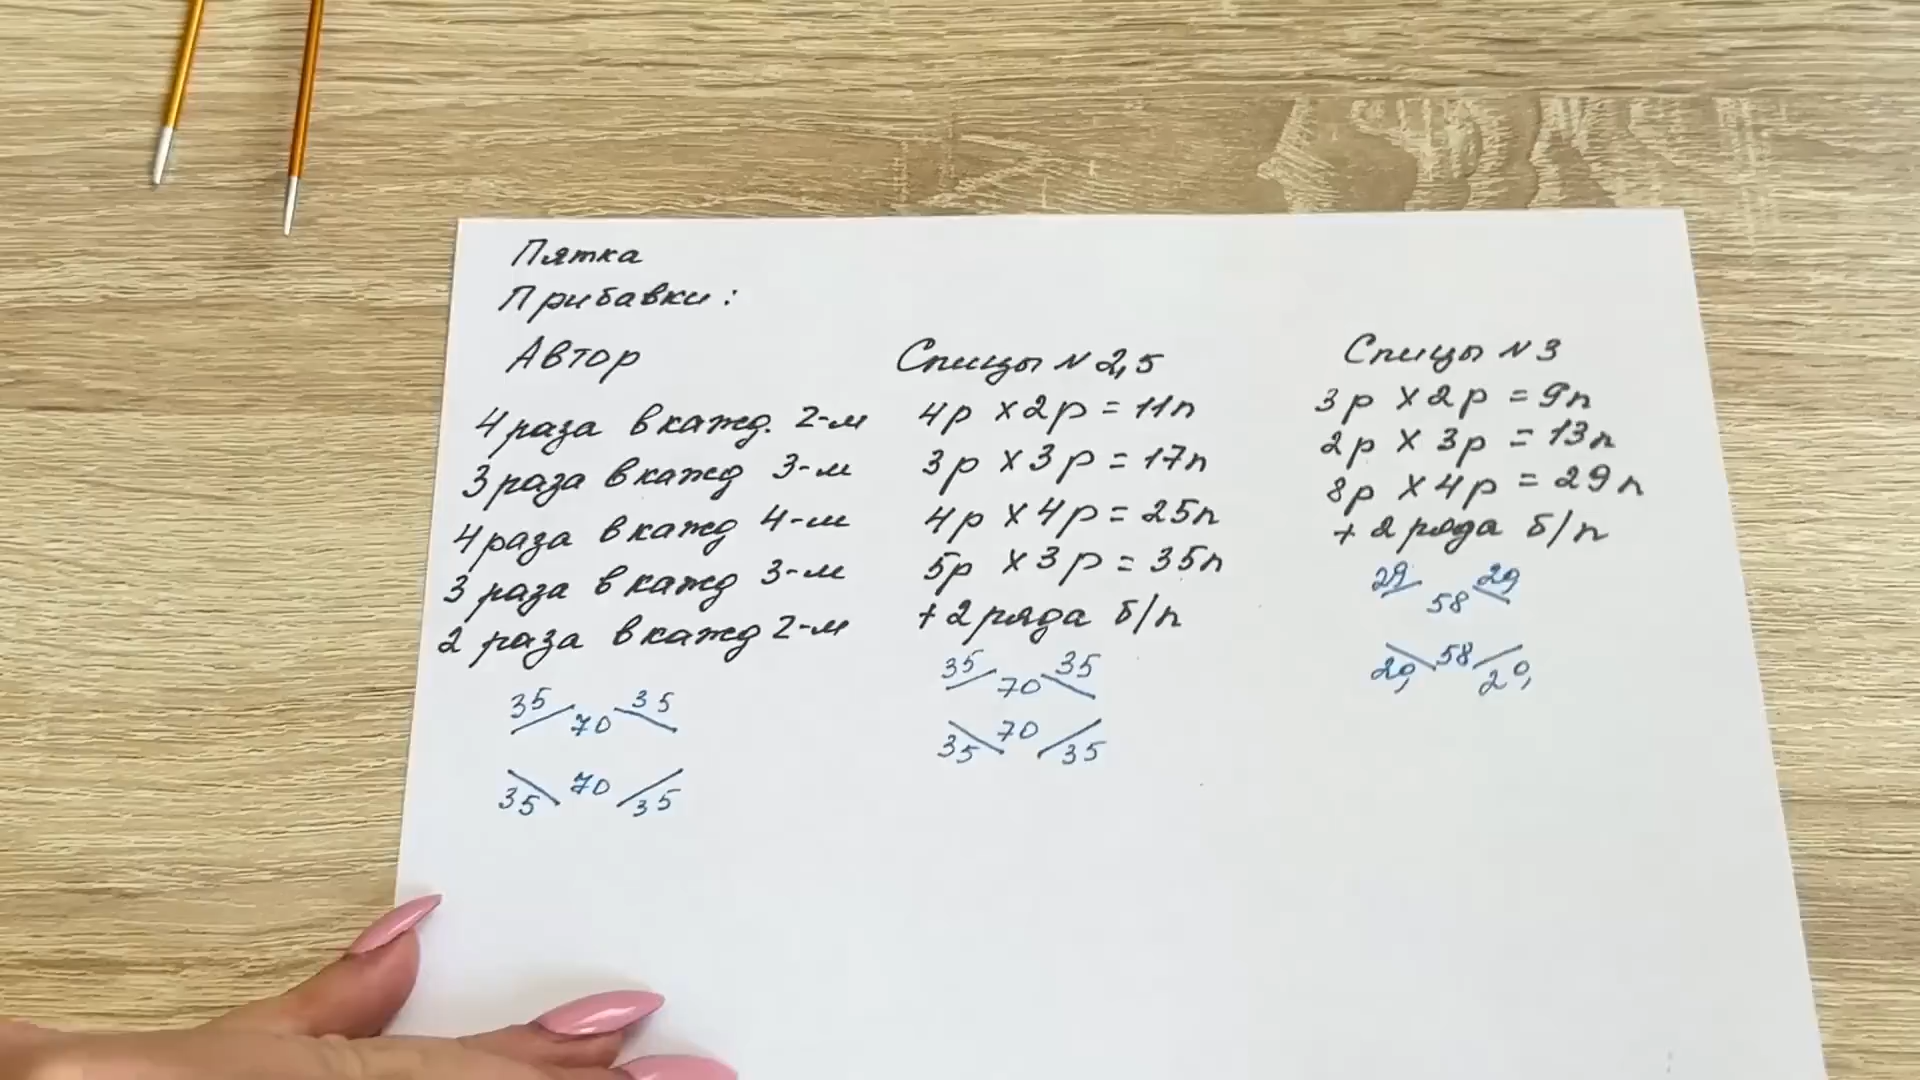 Пятка
Прибавки:
Автор
4 раза в кажд. 2-м
3 раза в кажд 3-м
4 раза в кажд 4-м
3 раза в кажд 3-м
2 раза в кажд 2-м
35 70 35
35 70 35
Спицы N 2,5
4р х 2р = 11п
3р х 3р = 17п
4р х 4р = 25п
5р х 3р = 35п
+ 2 ряда б/п
35 70 35
35 70 35
Спицы N 3
3р х 2р = 9п
2р х 3р = 13п
8р х 4р = 29п
+ 2 ряда б/п
29 58 29
29 58 29